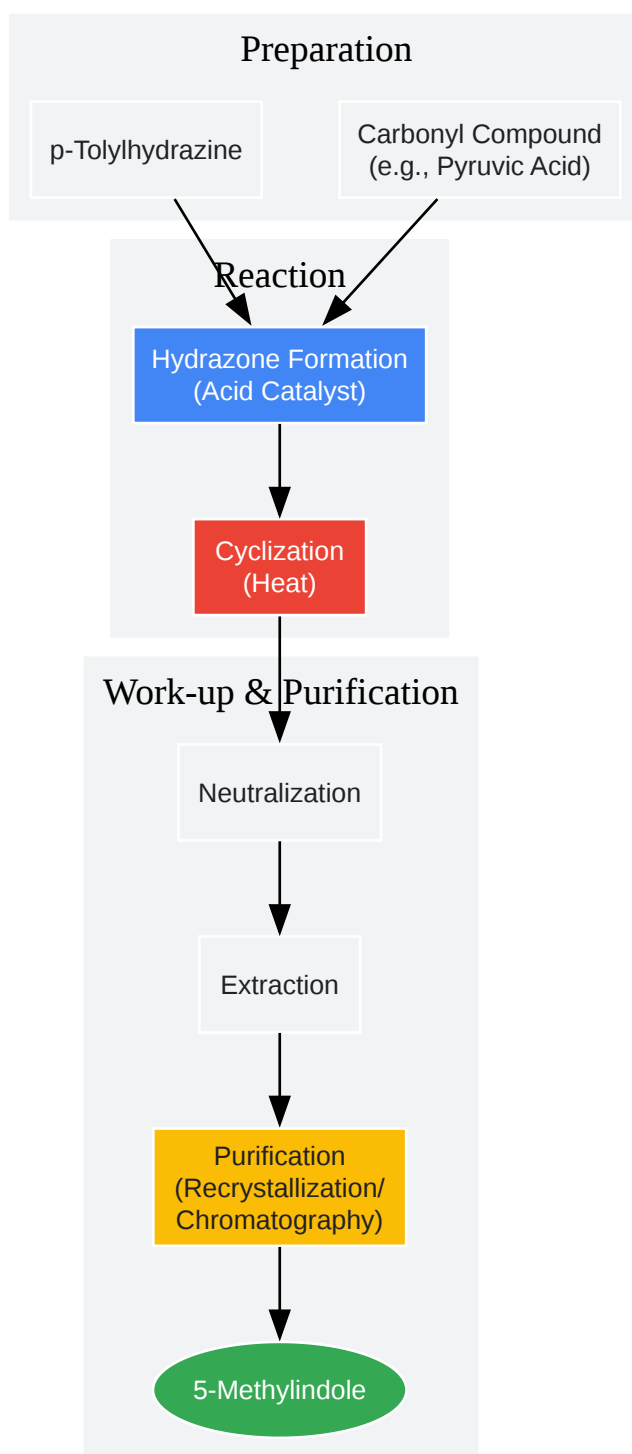 Preparation
p-Tolylhydrazine
Carbonyl Compound
(e.g., Pyruvic Acid)
Reaction
Hydrazone Formation
(Acid Catalyst)
Cyclization
(Heat)
Work-up & Purification
Neutralization
Extraction
Purification
(Recrystallization/
Chromatography)
5-Methylindole